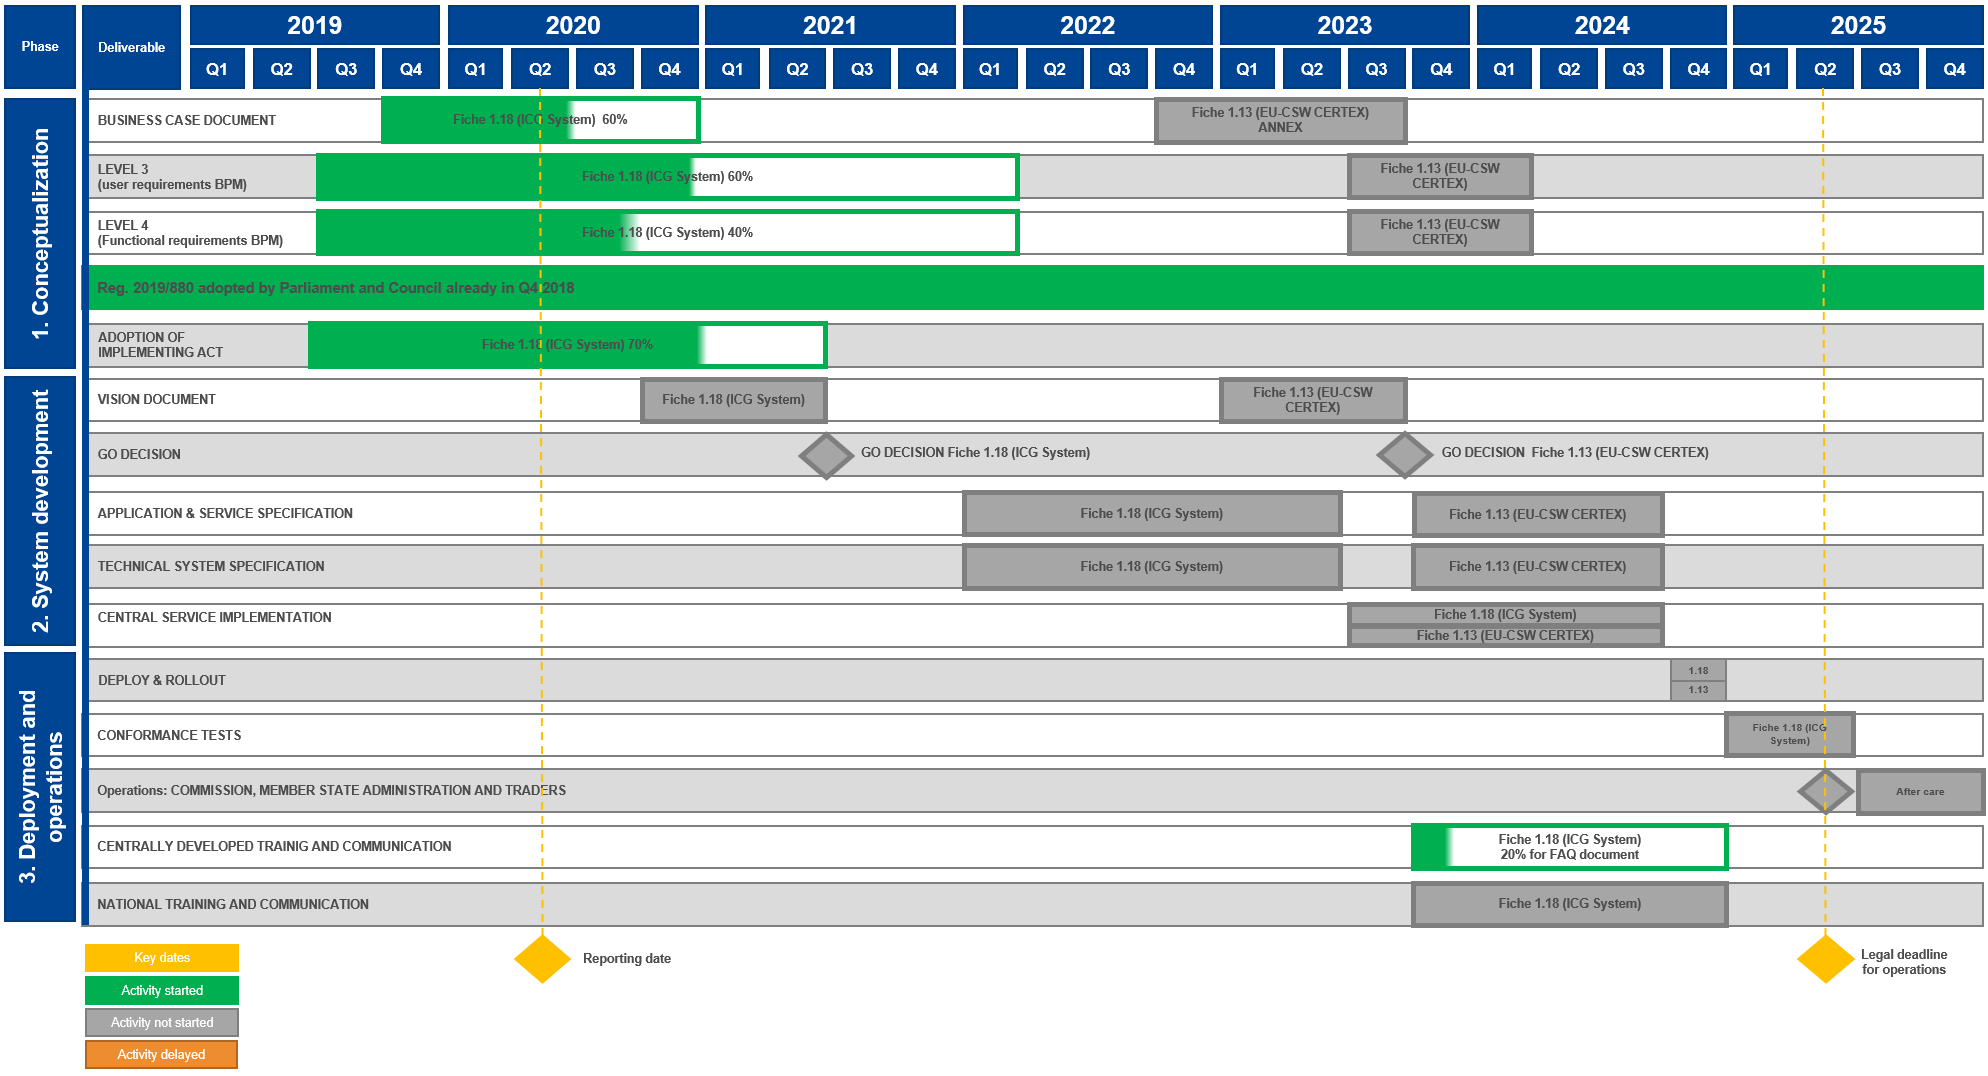 Phase
Deliverable
2019
2020
2021
2022
2023
2024
2025
Q1 Q2 Q3 Q4 Q1 Q2 Q3 Q4 Q1 Q2 Q3 Q4 Q1 Q2 Q3 Q4 Q1 Q2 Q3 Q4 Q1 Q2 Q3 Q4 Q1 Q2 Q3 Q4
1. Conceptualization
BUSINESS CASE DOCUMENT
Fiche 1.18 (ICG System) 60%
Fiche 1.13 (EU-CSW CERTEX)
ANNEX
LEVEL 3
(user requirements BPM)
Fiche 1.18 (ICG System) 60%
Fiche 1.13 (EU-CSW
CERTEX)
LEVEL 4
(Functional requirements BPM)
Fiche 1.18 (ICG System) 40%
Fiche 1.13 (EU-CSW
CERTEX)
Reg. 2019/880 adopted by Parliament and Council already in Q4 2018
ADOPTION OF
IMPLEMENTING ACT
Fiche 1.18 (ICG System) 70%
2. System development
VISION DOCUMENT
Fiche 1.18 (ICG System)
Fiche 1.13 (EU-CSW
CERTEX)
GO DECISION
GO DECISION Fiche 1.18 (ICG System)
GO DECISION Fiche 1.13 (EU-CSW CERTEX)
APPLICATION & SERVICE SPECIFICATION
Fiche 1.18 (ICG System)
Fiche 1.13 (EU-CSW CERTEX)
TECHNICAL SYSTEM SPECIFICATION
Fiche 1.18 (ICG System)
Fiche 1.13 (EU-CSW CERTEX)
CENTRAL SERVICE IMPLEMENTATION
Fiche 1.18 (ICG System)
Fiche 1.13 (EU-CSW CERTEX)
3. Deployment and
operations
DEPLOY & ROLLOUT
1.18
1.13
CONFORMANCE TESTS
Fiche 1.18 (ICG
System)
Operations: COMMISSION, MEMBER STATE ADMINISTRATION AND TRADERS
After care
CENTRALLY DEVELOPED TRAINIG AND COMMUNICATION
Fiche 1.18 (ICG System)
20% for FAQ document
NATIONAL TRAINING AND COMMUNICATION
Fiche 1.18 (ICG System)
Key dates
Reporting date
Legal deadline
for operations
Activity started
Activity not started
Activity delayed